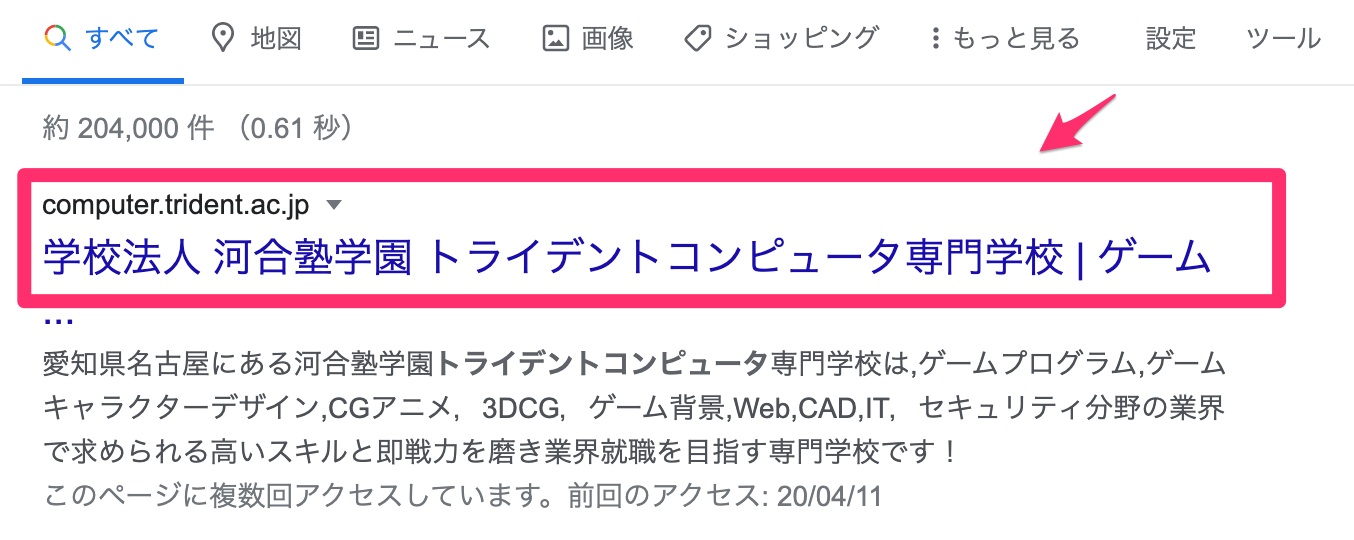 すべて 地図 ニュース 画像 ショッピング もっと見る 設定 ツール
約 204,000 件 （0.61 秒）
computer.trident.ac.jp
学校法人 河合塾学園 トライデントコンピュータ専門学校 | ゲーム
...
愛知県名古屋にある河合塾学園トライデントコンピュータ専門学校は,ゲームプログラム,ゲーム
キャラクターデザイン,CGアニメ，3DCG，ゲーム背景,Web,CAD,IT，セキュリティ分野の業界
で求められる高いスキルと即戦力を磨き業界就職を目指す専門学校です！
このページに複数回アクセスしています。前回のアクセス: 20/04/11